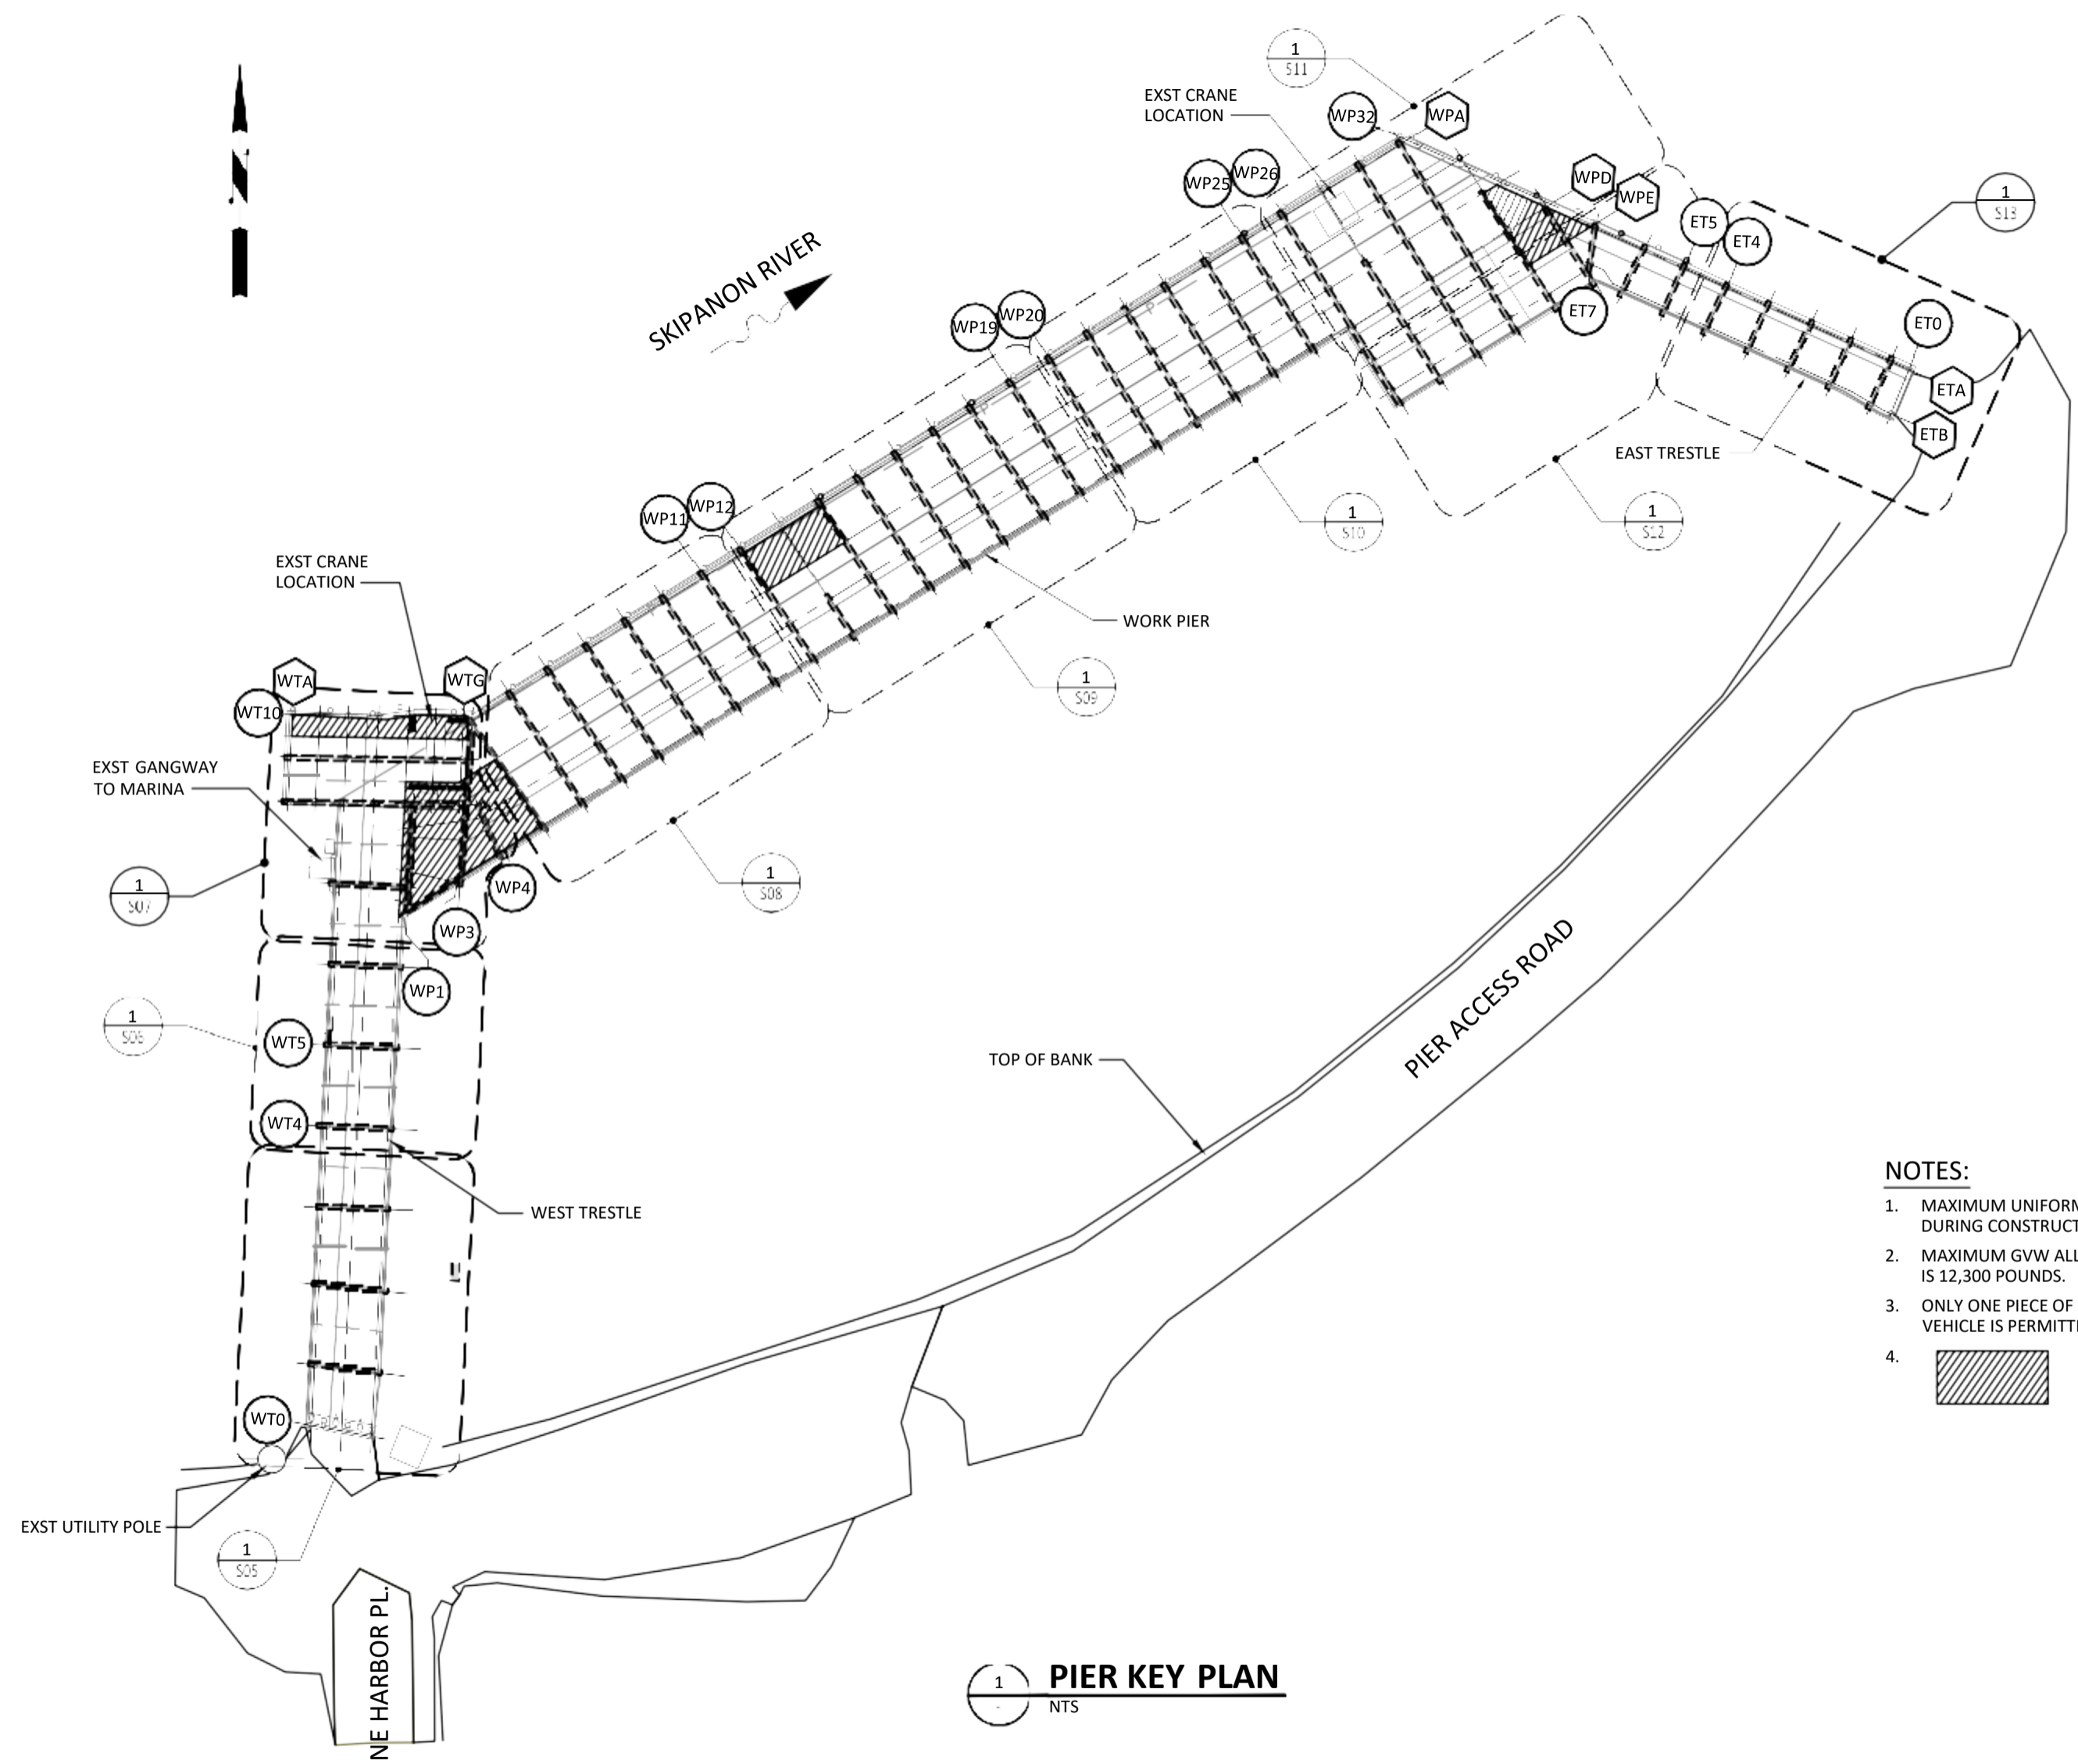 1
S11
EXST CRANE
LOCATION
WP32
WPA
WP25
WP26
WPD
WPE
1
S13
ET5
ET4
SKIPANON RIVER
WP19
WP20
ET7
ET0
ETA
ETB
EAST TRESTLE
WP11
WP12
1
S10
1
S12
EXST CRANE
LOCATION
WORK PIER
WTA
WTG
1
S09
WT10
EXST GANGWAY
TO MARINA
1
S07
1
S08
WP4
WP3
WP1
1
S06
WT5
PIER ACCESS ROAD
TOP OF BANK
WT4
WEST TRESTLE
NOTES:
1. MAXIMUM UNIFORM
DURING CONSTRUCT
2. MAXIMUM GVW ALL
IS 12,300 POUNDS.
3. ONLY ONE PIECE OF
VEHICLE IS PERMITT
4.
WT0
EXST UTILITY POLE
1
S05
NE HARBOR PL.
1
-
PIER KEY PLAN
NTS